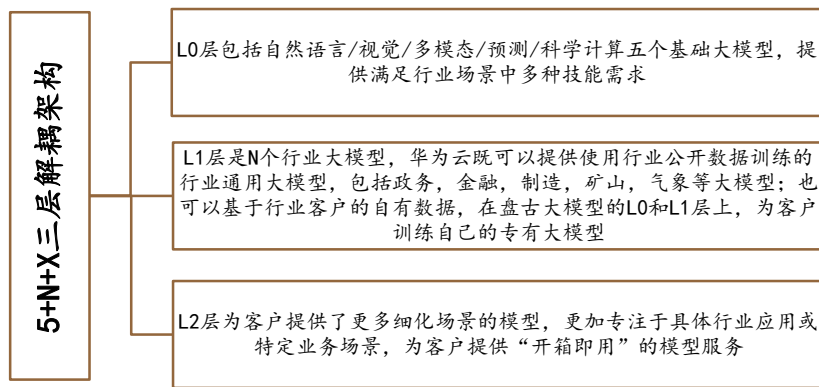 5+N+X三层解耦架构
L0层包括自然语言/视觉/多模态/预测/科学计算五个基础大模型，提
供满足行业场景中多种技能需求
L1层是N个行业大模型，华为云既可以提供使用行业公开数据训练的
行业通用大模型，包括政务，金融，制造，矿山，气象等大模型；也
可以基于行业客户的自有数据，在盘古大模型的L0和L1层上，为客户
训练自己的专有大模型
L2层为客户提供了更多细化场景的模型，更加专注于具体行业应用或
特定业务场景，为客户提供“开箱即用”的模型服务